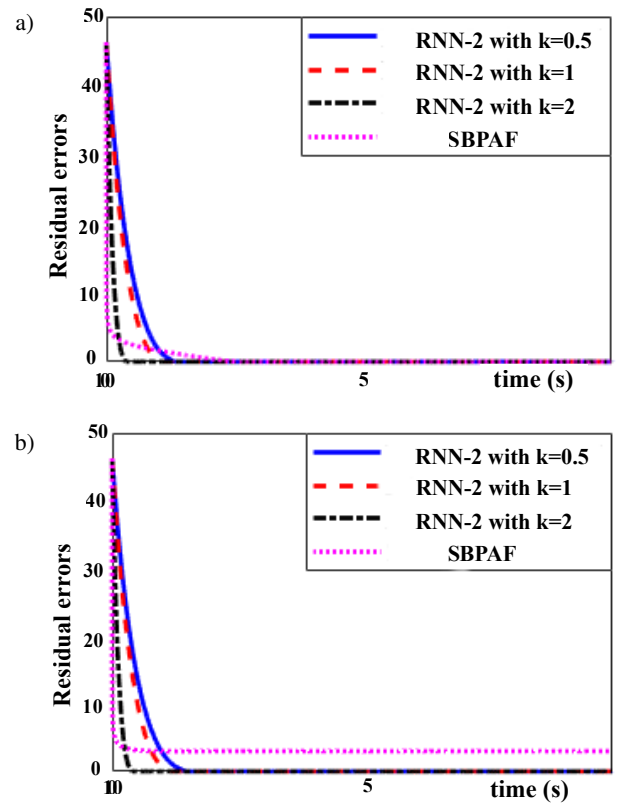 a)
50
40
30
20
10
0
Residual errors
RNN-2 with k=0.5
RNN-2 with k=1
RNN-2 with k=2
SBPAF
5
time (s)
b)
50
40
30
20
10
0
Residual errors
RNN-2 with k=0.5
RNN-2 with k=1
RNN-2 with k=2
SBPAF
5
time (s)